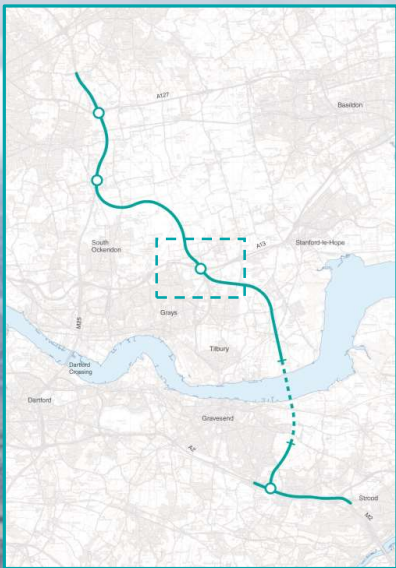 A127
Basildon
South
Ockendon
A13
Stanford-le-Hope
Grays
M25
Tilbury
Dartford
Crossing
Dartford
Gravesend
A2
Strood
M2